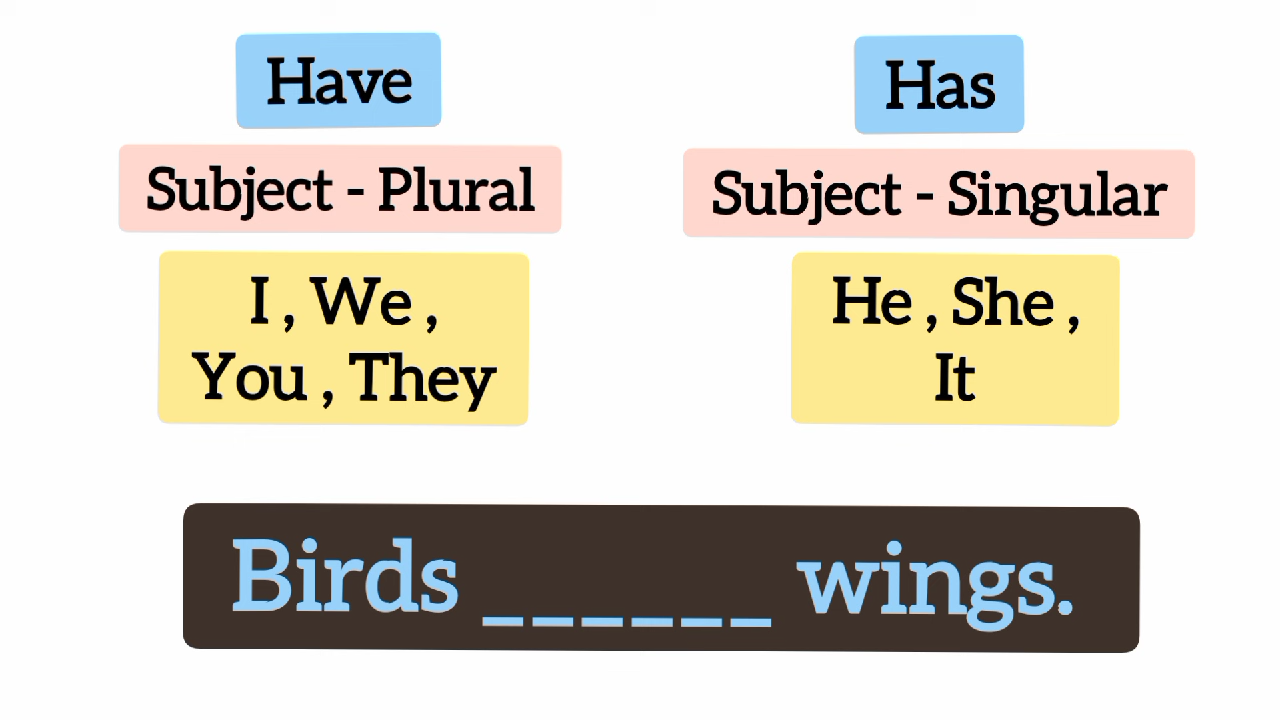 Have
Has
Subject - Plural
Subject - Singular
I , We ,
You , They
He , She ,
It
Birds ______ wings.